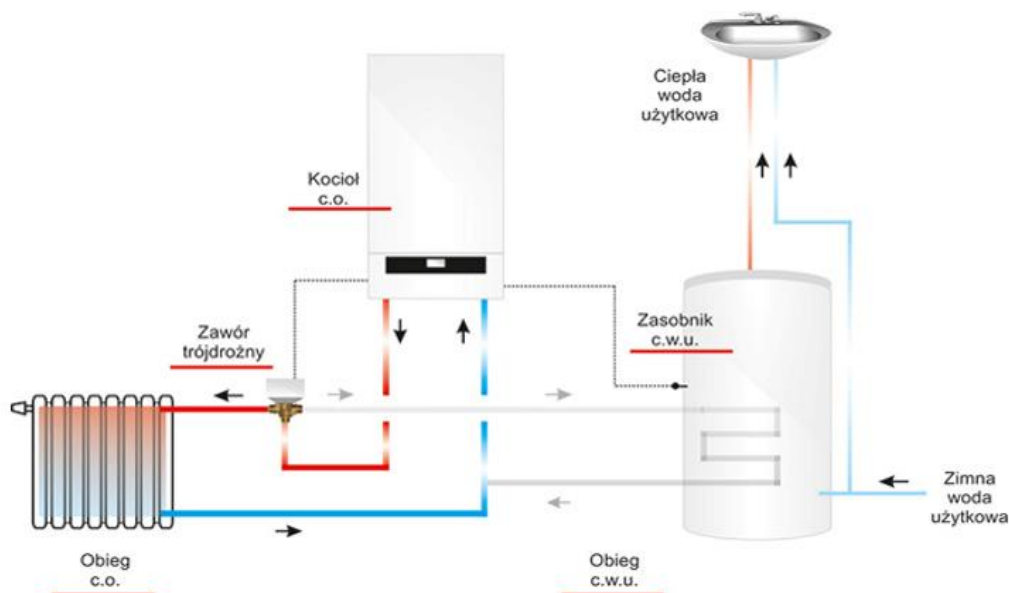 Ciepła
woda
użytkowa
Kocioł
c.o.
Zawór
trójdrożny
Zasobnik
c.w.u.
Zimna
woda
użytkowa
Obieg
c.o.
Obieg
c.w.u.